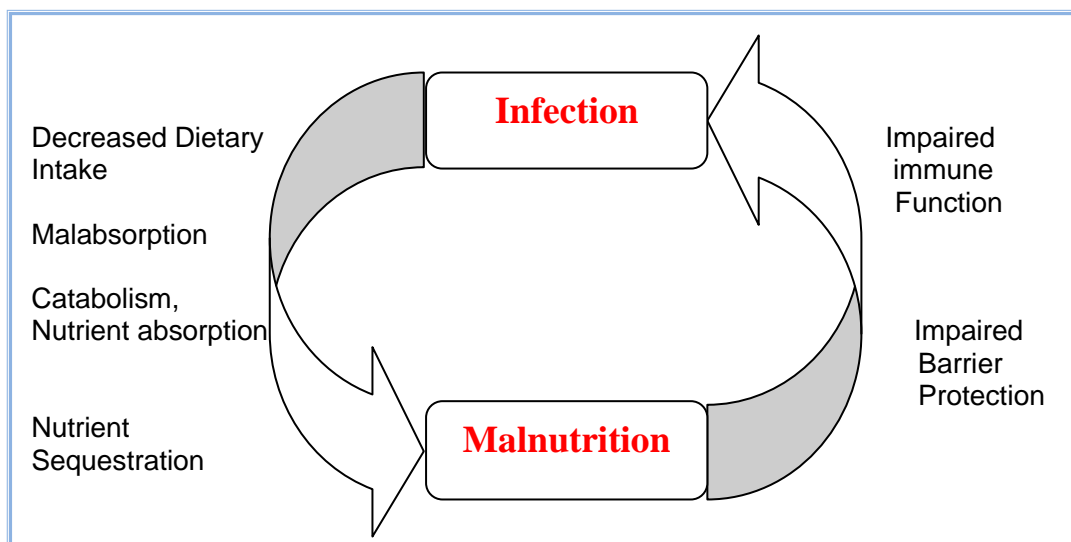 Infection
Decreased Dietary
Intake
Malabsorption
Catabolism,
Nutrient absorption
Nutrient
Sequestration
Malnutrition
Impaired
immune
Function
Impaired
Barrier
Protection